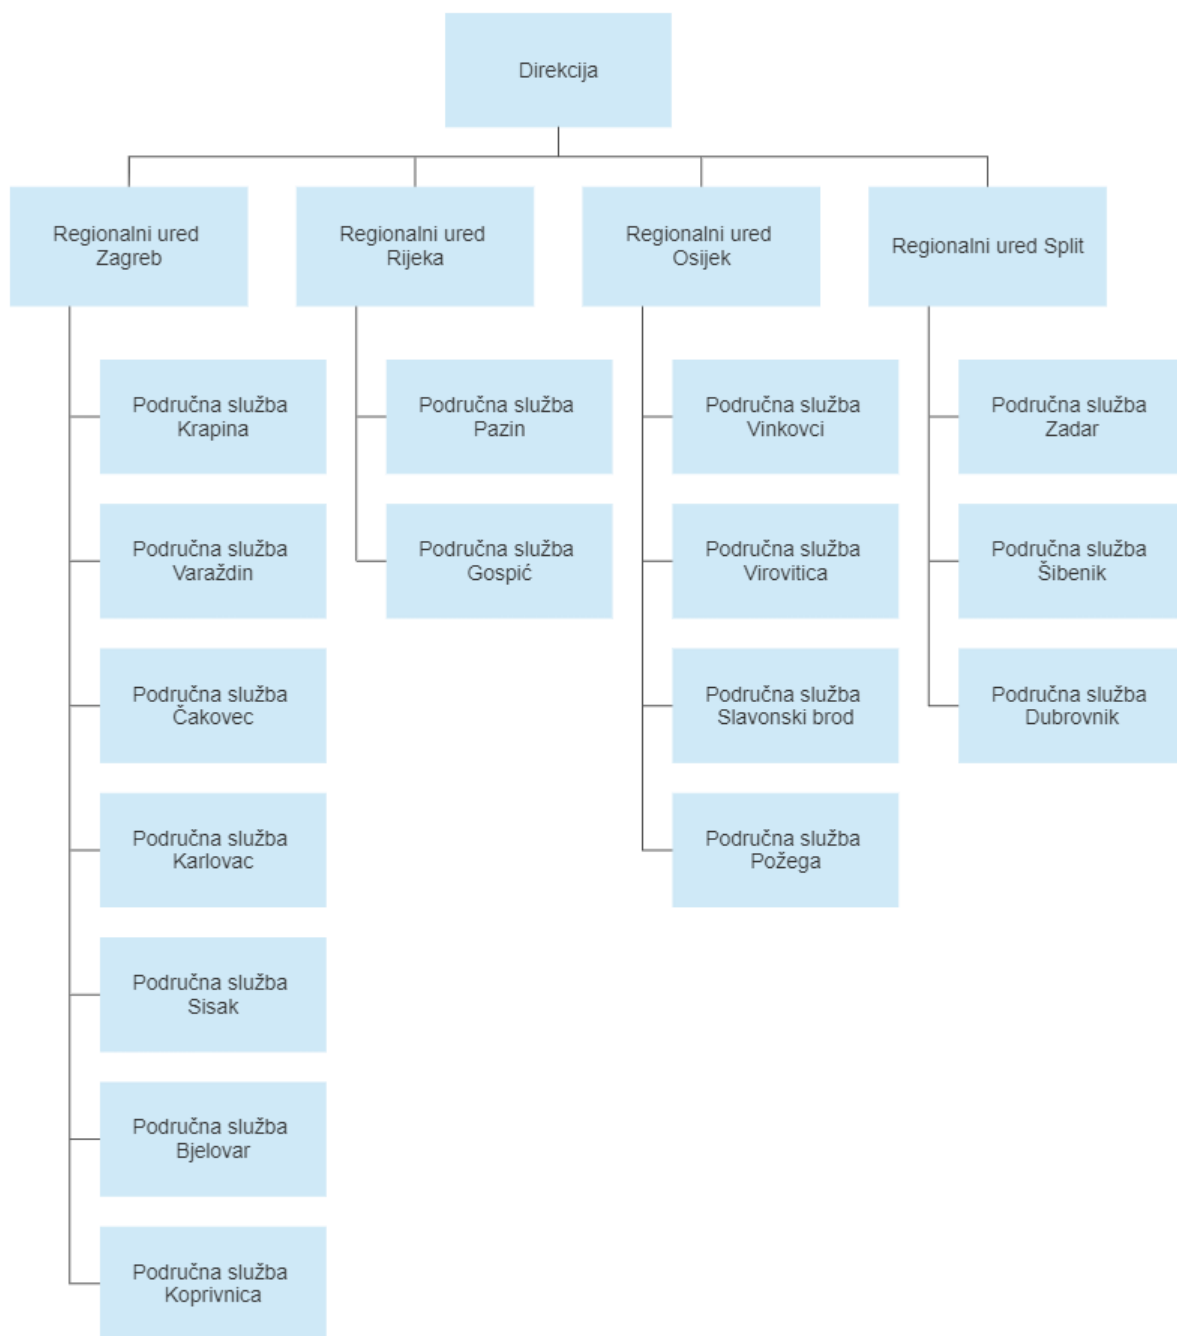 Direkcija
Regionalni ured
Zagreb
Regionalni ured
Rijeka
Regionalni ured
Osijek
Regionalni ured Split
Područna služba
Krapina
Područna služba
Varaždin
Područna služba
Čakovec
Područna služba
Karlovac
Područna služba
Sisak
Područna služba
Bjelovar
Područna služba
Koprivnica
Područna služba
Pazin
Područna služba
Gospić
Područna služba
Vinkovci
Područna služba
Virovitica
Područna služba
Slavonski brod
Područna služba
Požega
Područna služba
Zadar
Područna služba
Šibenik
Područna služba
Dubrovnik